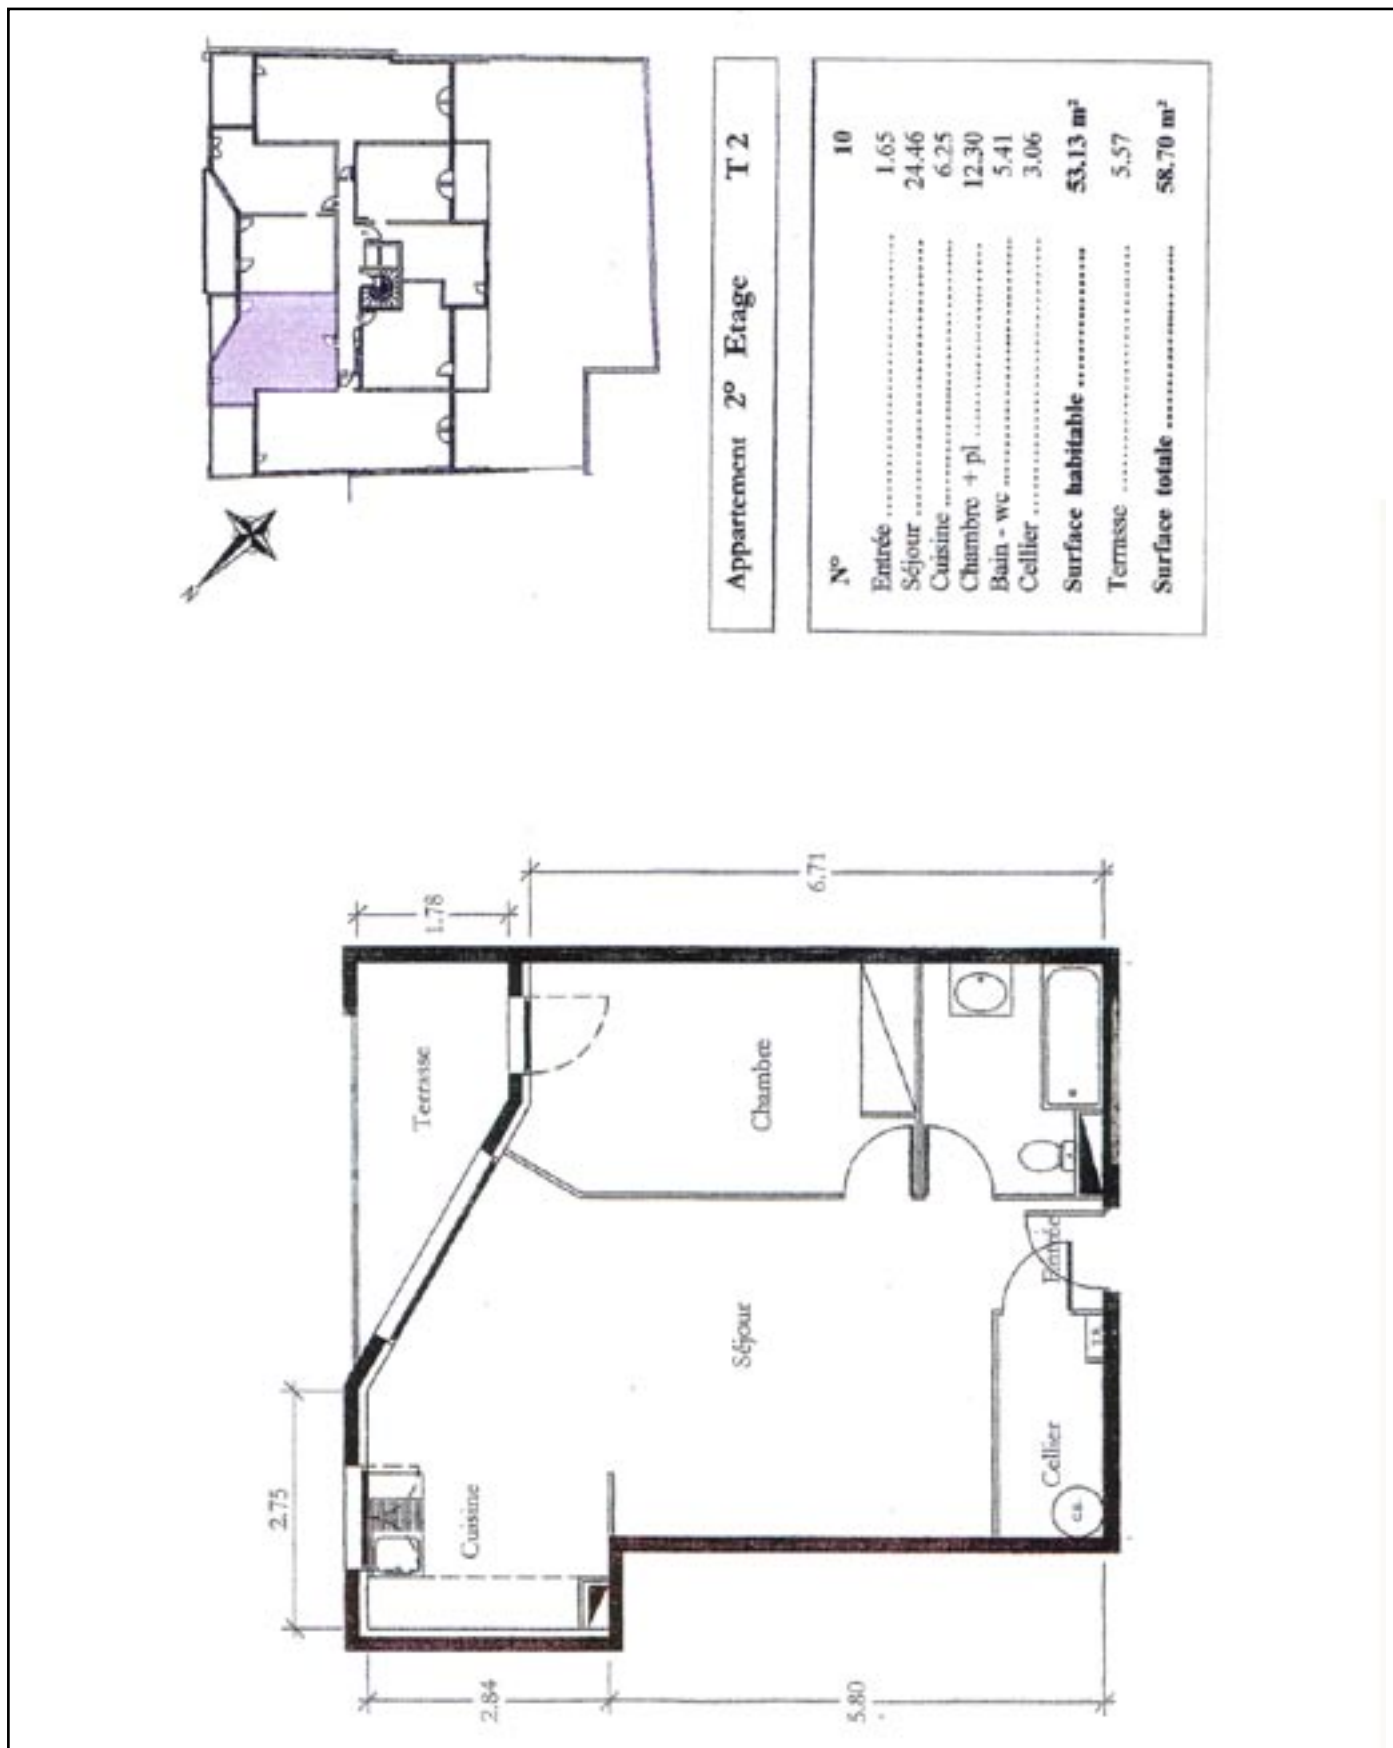 N
Appartement 2º Etage T 2
Nº 10
Entrée ........................................ 1.65
Séjour ........................................ 24.46
Cuisine ........................................ 6.25
Chambre + pl ........................................ 12.30
Bain - wc ........................................ 5.41
Cellier ........................................ 3.06
Surface habitable ........................ 53.13 m²
Terrasse ........................................ 5.57
Surface totale ........................ 58.70 m²
1.78
6.71
Terrasse
Chambre
Entrée
Séjour
Cellier
Cuisine
2.75
2.84
5.80